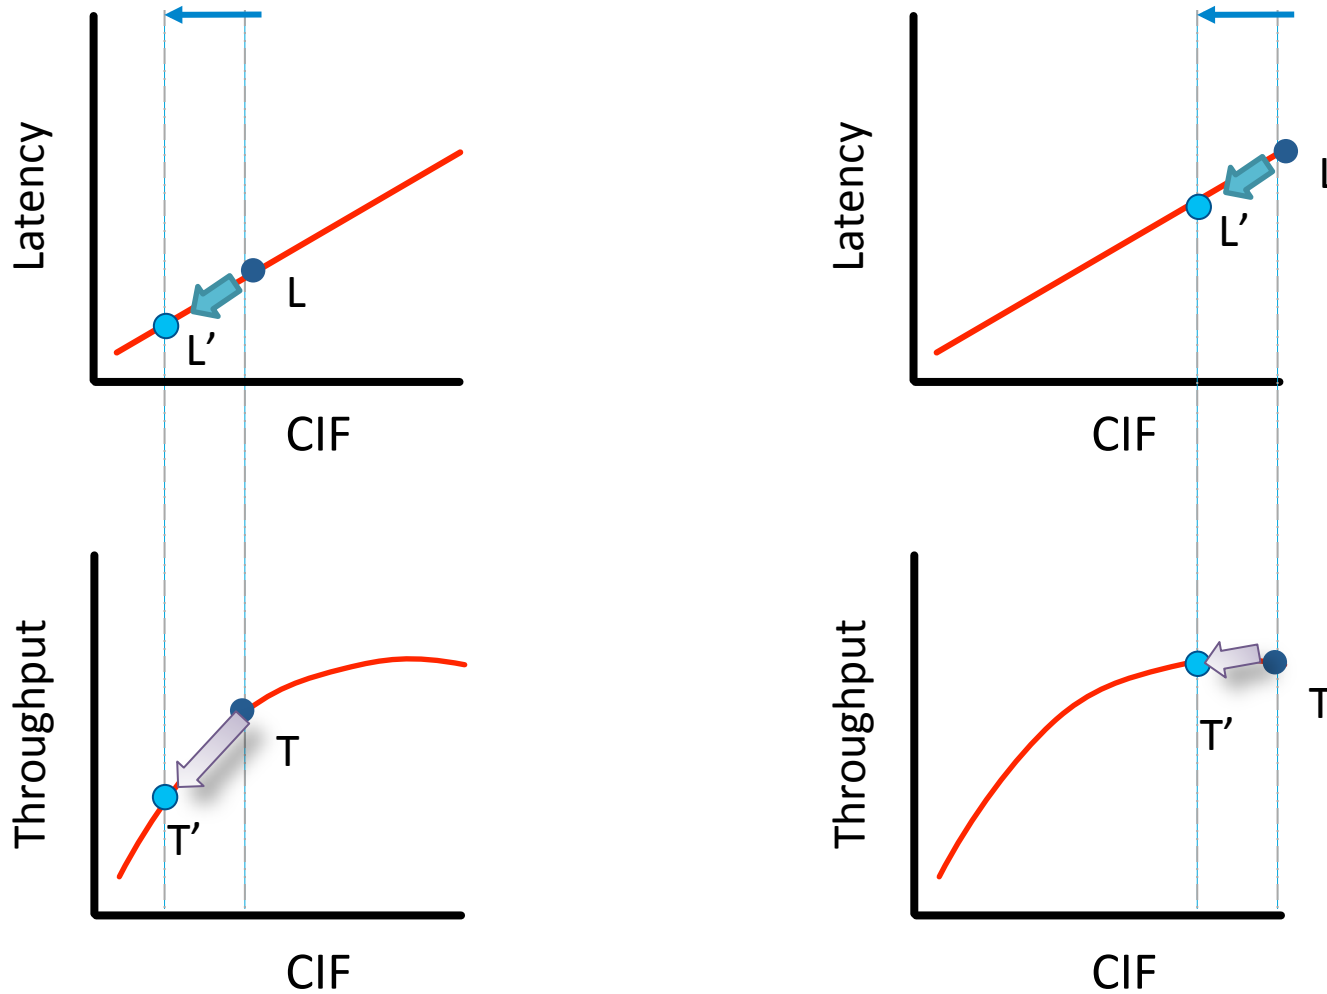 Latency
L
L’
CIF
Latency
L
L’
CIF
Throughput
T
T’
CIF
Throughput
T
T’
CIF